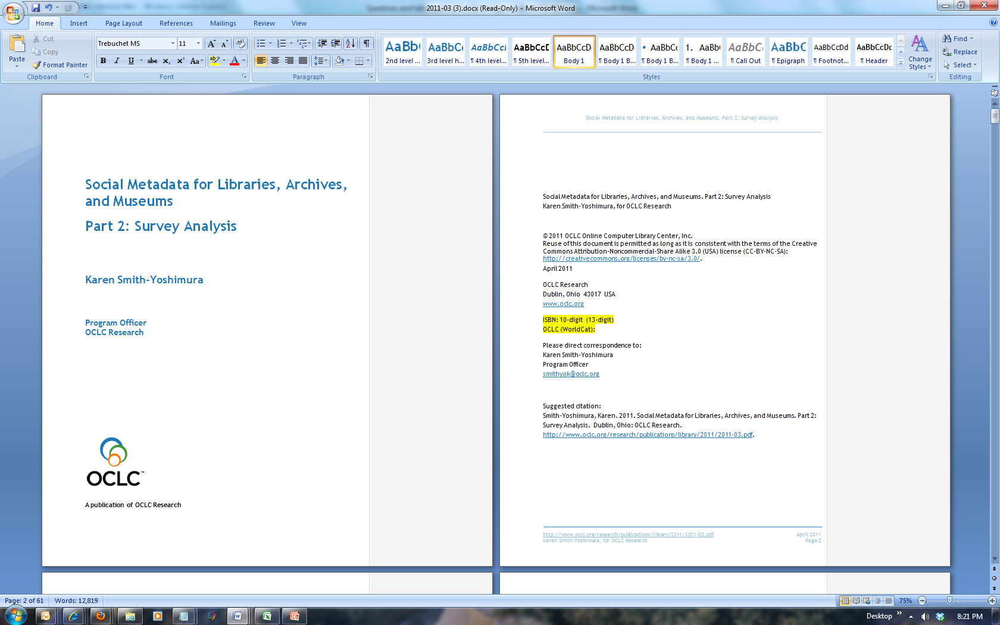 2011-03 (3).docx (Read-Only) - Microsoft Word
Home Insert Page Layout References Mailings Review View
Paste
Cut
Copy
Format Painter
Clipboard
Trebuchet MS 11
Font
Paragraph
AaBb( AaBbC( AaBbCcI AaBbCcD AaBbCcD AaBbCcD • AaBbCc 1. AaBb( AaBbC AaBbC AaBbCcDd AaBbCcDc
2nd level ... 3rd level h... ¶ 4th level... ¶ 5th level... Body 1 ¶ Body 1 B... ¶ Body 1 B... ¶ Body 1 ... ¶ Call Out ¶ Epigraph ¶ Footnot... ¶ Header
Change Styles
Styles
Find
Replace
Select
Editing
Social Metadata for Libraries, Archives,
and Museums
Part 2: Survey Analysis
Karen Smith-Yoshimura
Program Officer
OCLC Research
OCLC™
A publication of OCLC Research
Social Metadata for Libraries, Archives, and Museums. Part 2: Survey Analysis
Social Metadata for Libraries, Archives, and Museums. Part 2: Survey Analysis
Karen Smith-Yoshimura, for OCLC Research
© 2011 OCLC Online Computer Library Center, Inc.
Reuse of this document is permitted as long as it is consistent with the terms of the Creative
Commons Attribution-Noncommercial-Share Alike 3.0 (USA) license (CC-BY-NC-SA):
http://creativecommons.org/licenses/by-nc-sa/3.0/.
April 2011
OCLC Research
Dublin, Ohio 43017 USA
www.oclc.org
ISBN: 10-digit (13-digit)
OCLC (WorldCat):
Please direct correspondence to:
Karen Smith-Yoshimura
Program Officer
smithyok@oclc.org
Suggested citation:
Smith-Yoshimura, Karen. 2011. Social Metadata for Libraries, Archives, and Museums. Part 2:
Survey Analysis. Dublin, Ohio: OCLC Research.
http://www.oclc.org/research/publications/library/2011/2011-03.pdf.
http://www.oclc.org/research/publications/library/2011/2011-03.pdf April 2011
Karen Smith-Yoshimura, for OCLC Research Page 2
Page: 2 of 61 Words: 12,819 75%
Desktop 8:21 PM